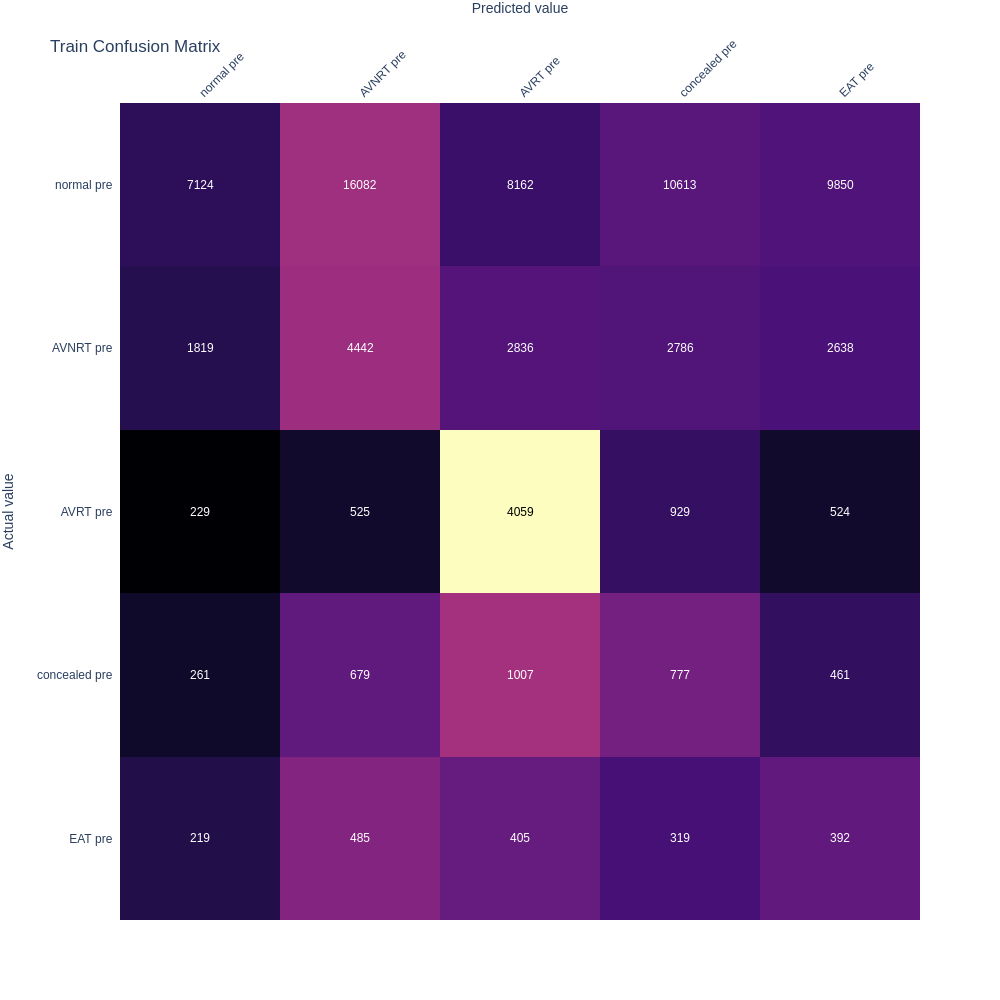 Predicted value
Train Confusion Matrix
normal pre
AVNRT pre
AVRT pre
concealed pre
EAT pre
normal pre 7124 16082 8162 10613 9850
AVNRT pre 1819 4442 2836 2786 2638
AVRT pre 229 525 4059 929 524
concealed pre 261 679 1007 777 461
EAT pre 219 485 405 319 392
Actual value